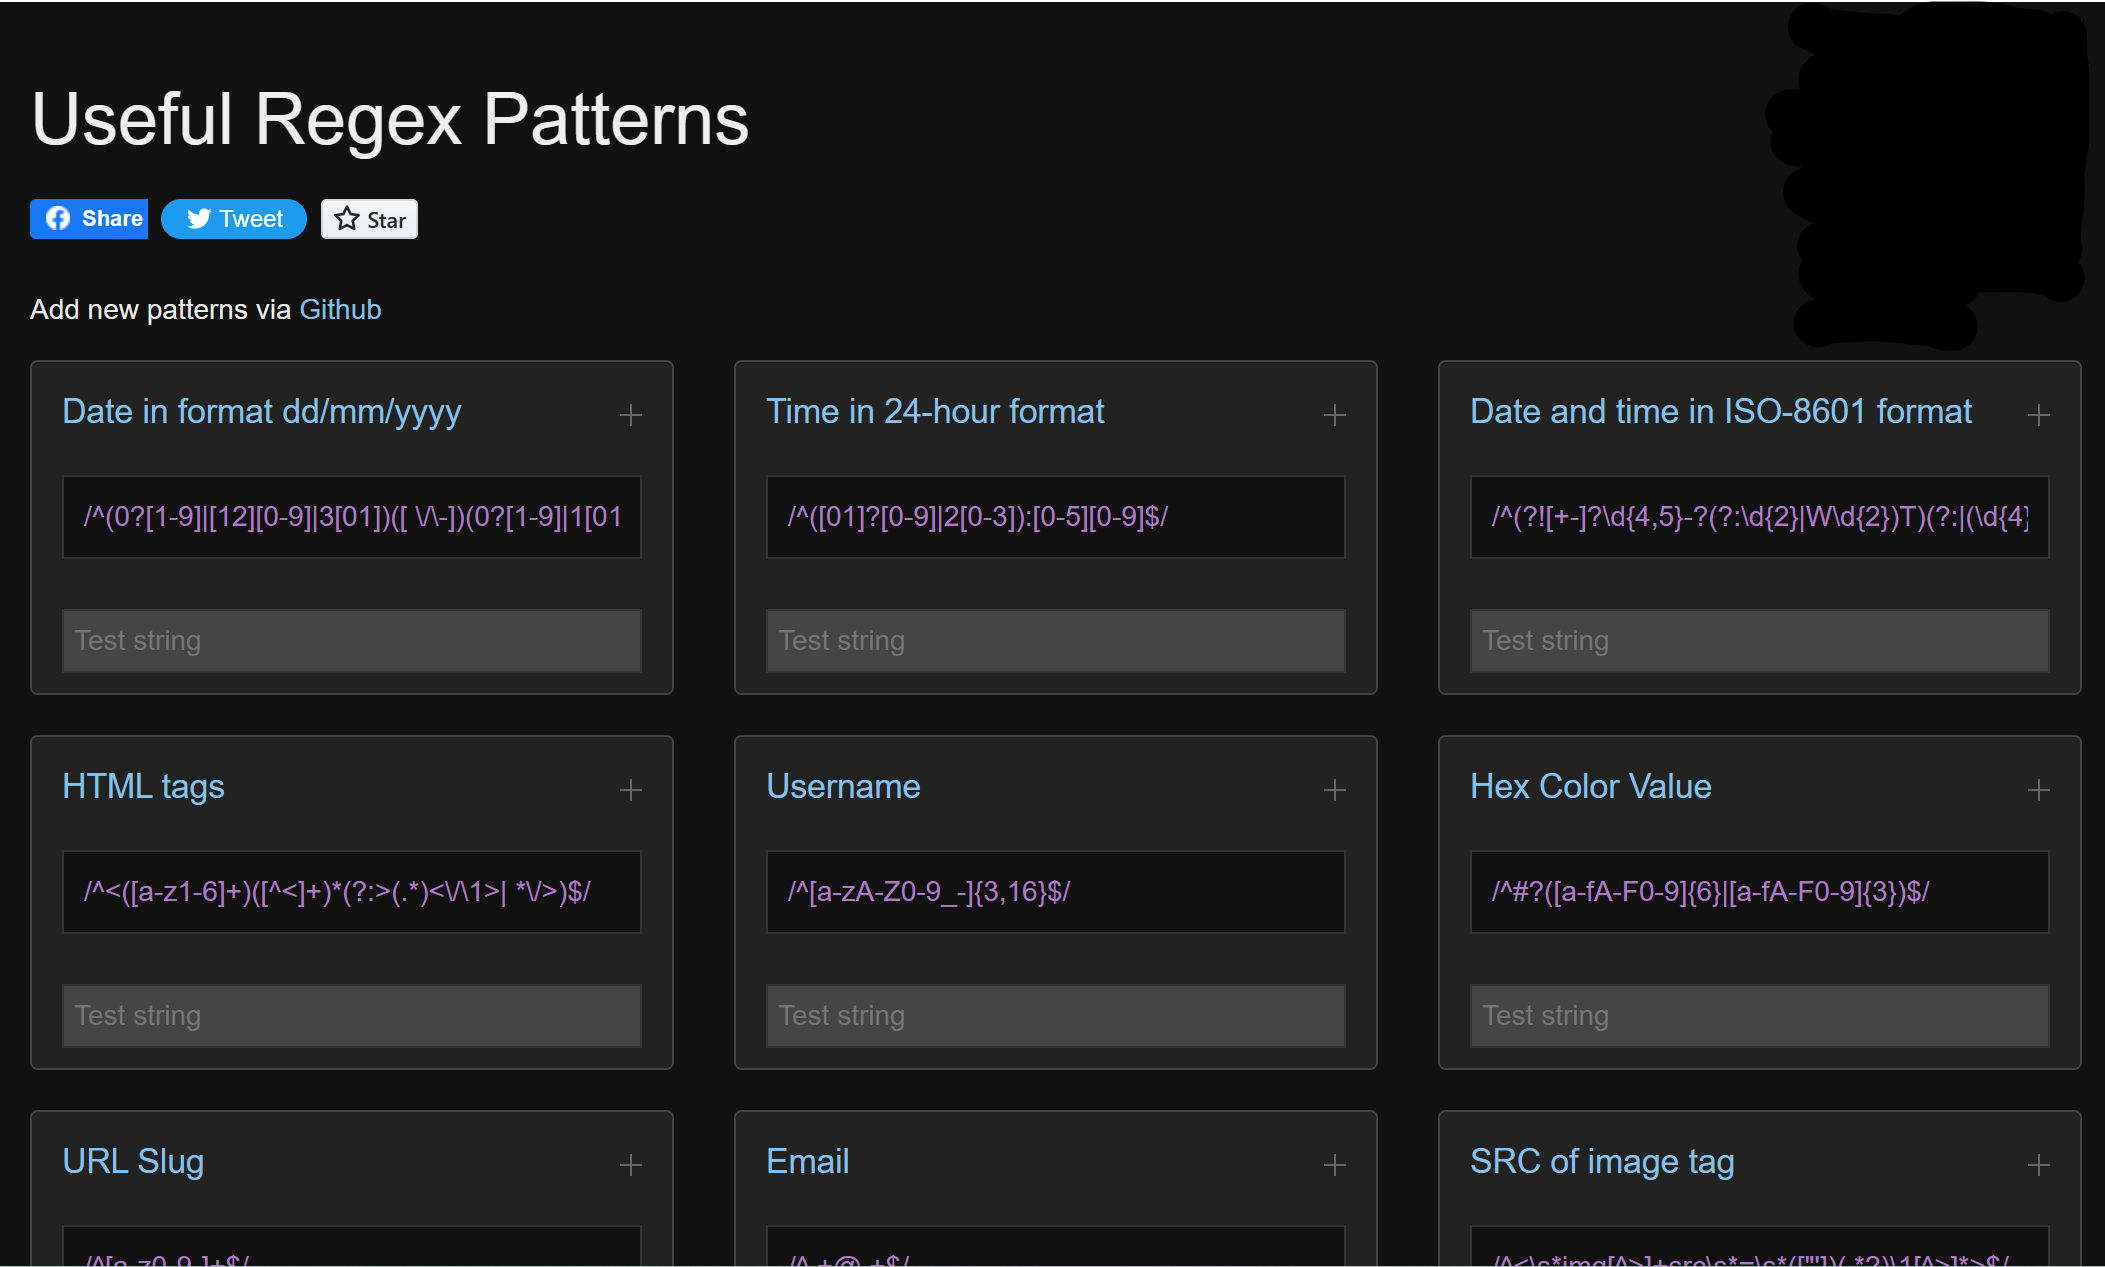 Useful Regex Patterns
Share Tweet Star
Add new patterns via Github
Date in format dd/mm/yyyy
/^(0?[1-9]|[12][0-9]|3[01])([ \/\-])(0?[1-9]|1[01
Test string
Time in 24-hour format
/^([01]?[0-9]|2[0-3]):[0-5][0-9]$/
Test string
Date and time in ISO-8601 format
/^(?![+-]?\d{4,5}-?(?:\d{2}|W\d{2})T)(?:|(\d{4}
Test string
HTML tags
/^<([a-z1-6]+)([^<]+)*(?:>(.*)<\/\1>| *\/>)$/
Test string
Username
/^[a-zA-Z0-9_-]{3,16}$/
Test string
Hex Color Value
/^#?([a-fA-F0-9]{6}|[a-fA-F0-9]{3})$/
Test string
URL Slug
Email
SRC of image tag